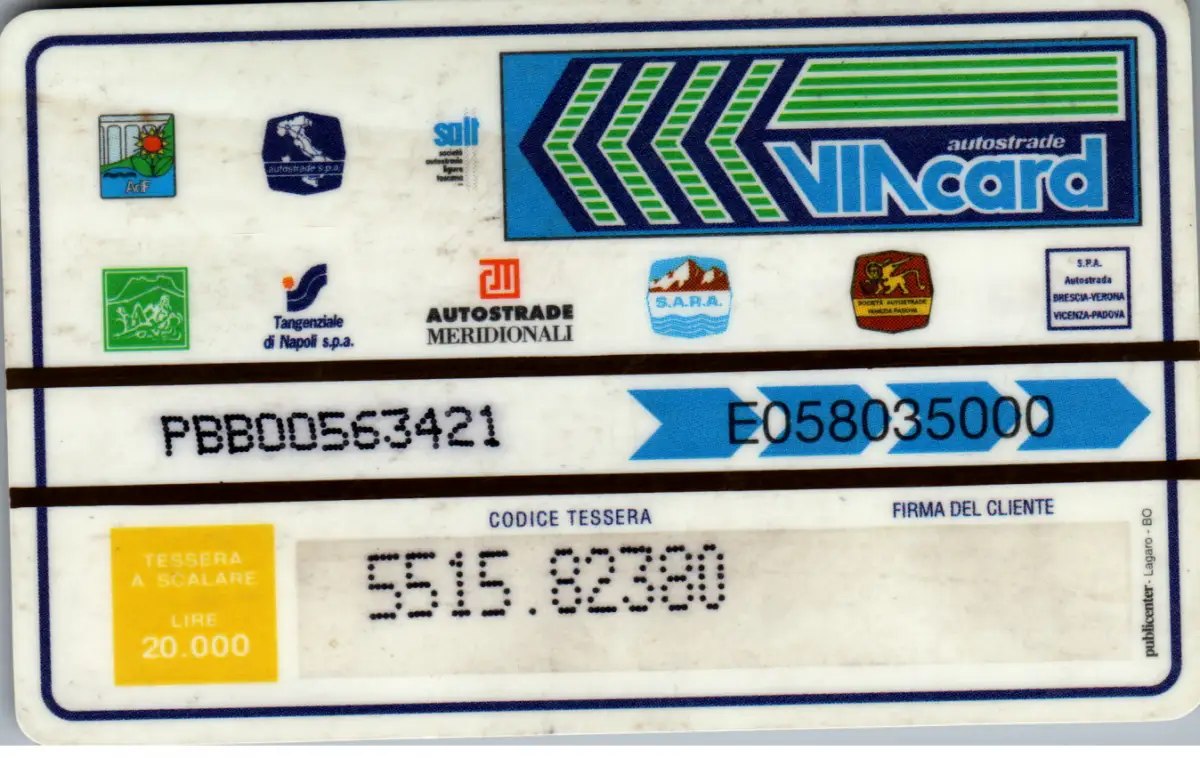 AdF
autostrade s.p.a.
salt
società
autostrada
ligure
toscana
autostrade
VIAcard
Tangenziale
di Napoli s.p.a.
AUTOSTRADE
MERIDIONALI
S.A.R.A.
SOCIETÀ AUTOSTRADE
VENEZIA-PADOVA
S.P.A.
Autostrada
BRESCIA-VERONA
VICENZA-PADOVA
PBB00563421
E058035000
CODICE TESSERA
FIRMA DEL CLIENTE
TESSERA
A SCALARE
LIRE
20.000
5515.82380
publicenter - Lagaro - BO